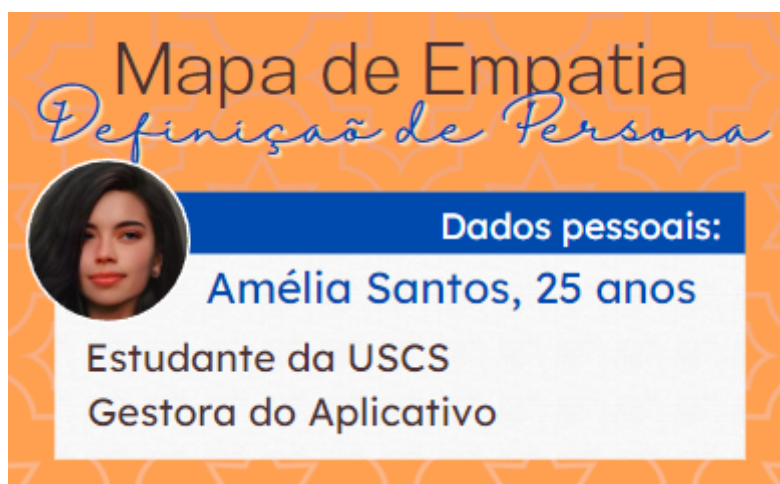 Mapa de Empatia
Definiçaõ de Persona
Dados pessoais:
Amélia Santos, 25 anos
Estudante da USCS
Gestora do Aplicativo